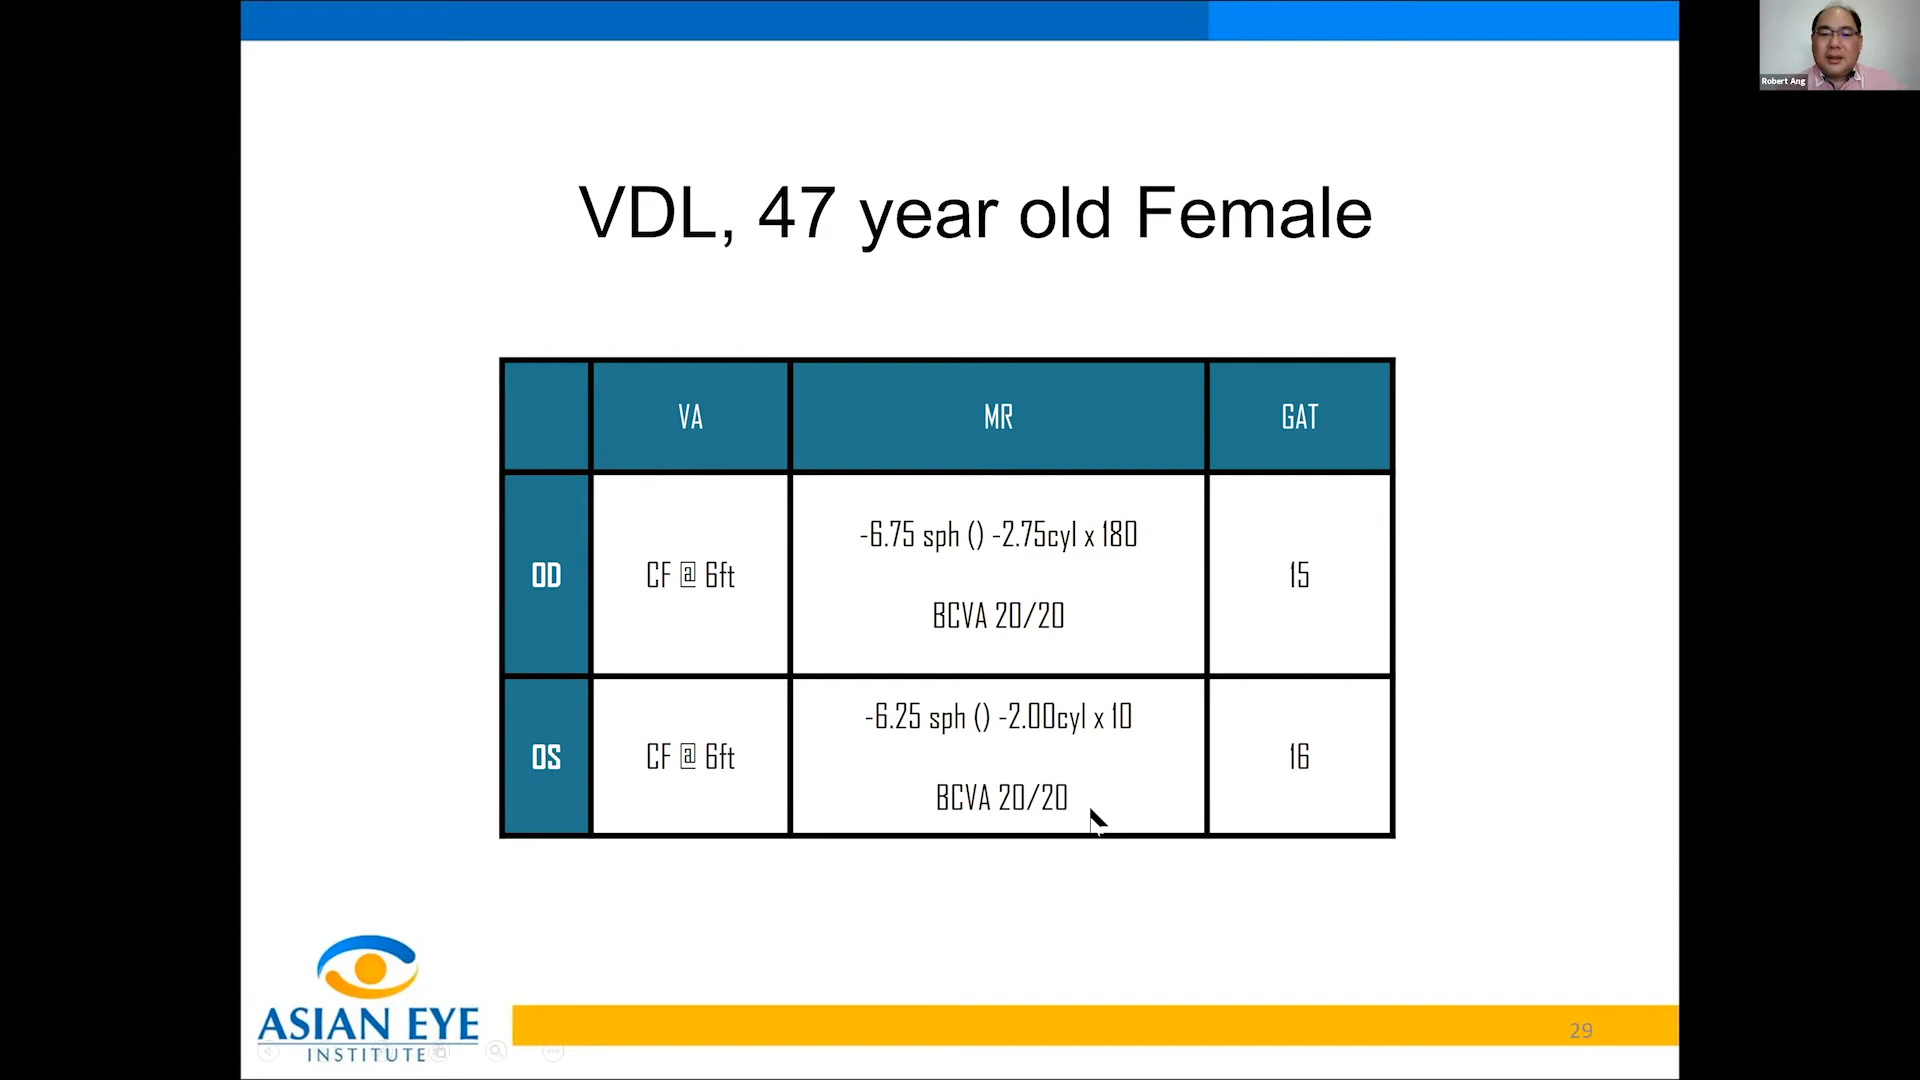 Robert Ang
VDL, 47 year old Female
VA
MR
GAT
OD
CF @ 6ft
-6.75 sph () -2.75cyl x 180
BCVA 20/20
15
OS
CF @ 6ft
-6.25 sph () -2.00cyl x 10
BCVA 20/20
16
ASIAN EYE
INSTITUTE
29